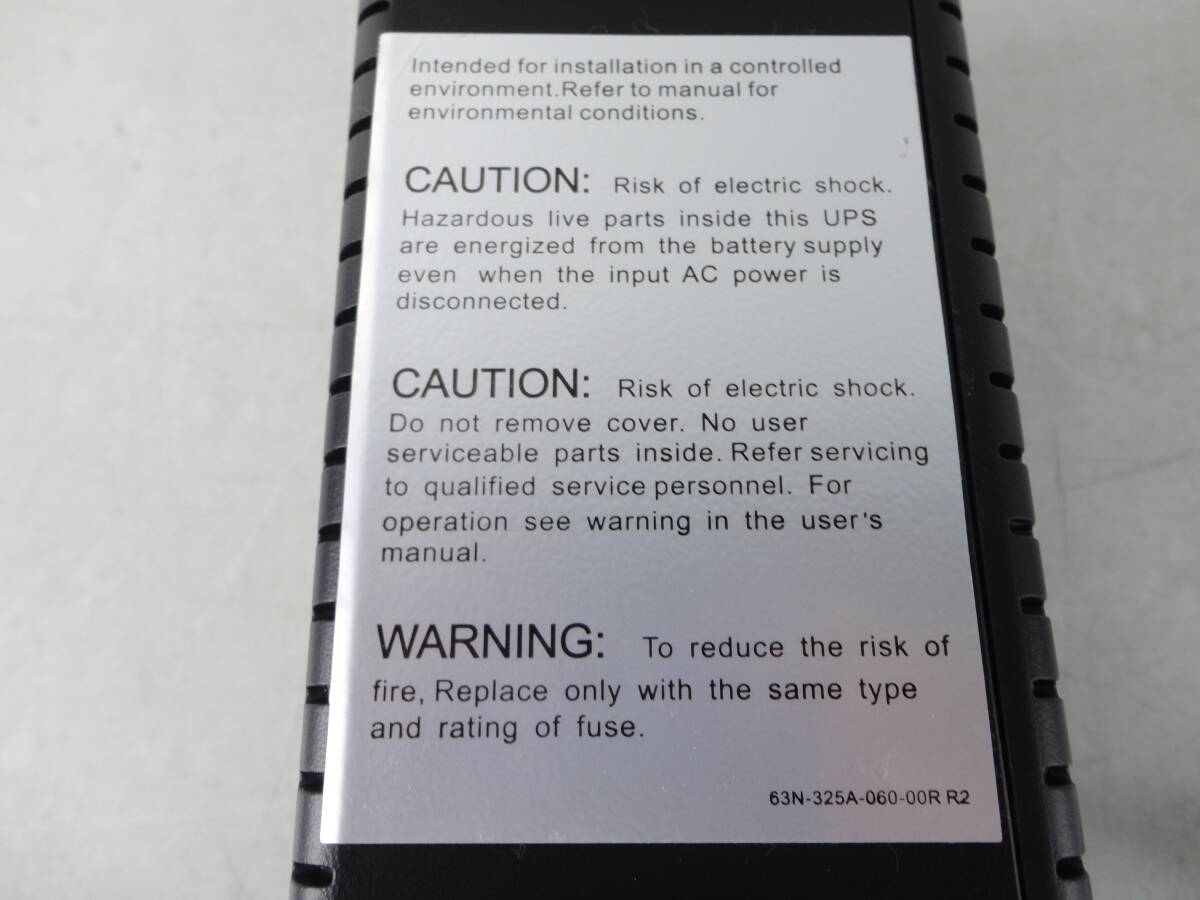 Intended for installation in a controlled
environment.Refer to manual for
environmental conditions.
CAUTION: Risk of electric shock.
Hazardous live parts inside this UPS
are energized from the battery supply
even when the input AC power is
disconnected.
CAUTION: Risk of electric shock.
Do not remove cover. No user
serviceable parts inside. Refer servicing
to qualified service personnel. For
operation see warning in the user's
manual.
WARNING: To reduce the risk of
fire, Replace only with the same type
and rating of fuse.
63N-325A-060-00R R2